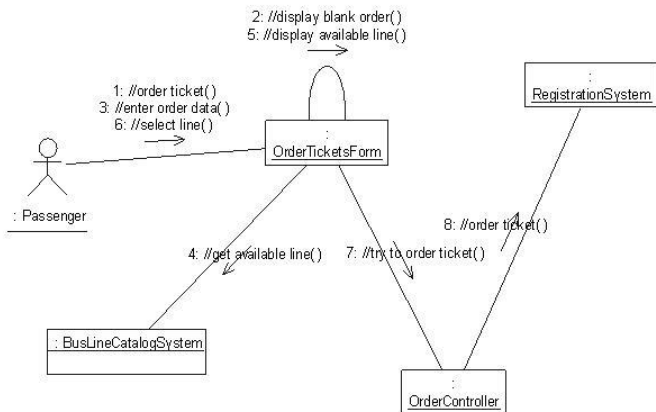 2: //display blank order()
5: //display available line()
1: //order ticket()
3: //enter order data()
6: //select line()
:
RegistrationSystem
:
OrderTicketsForm
: Passenger
8: //order ticket()
4: //get available line()
7: //try to order ticket()
: BusLineCatalogSystem
:
OrderController